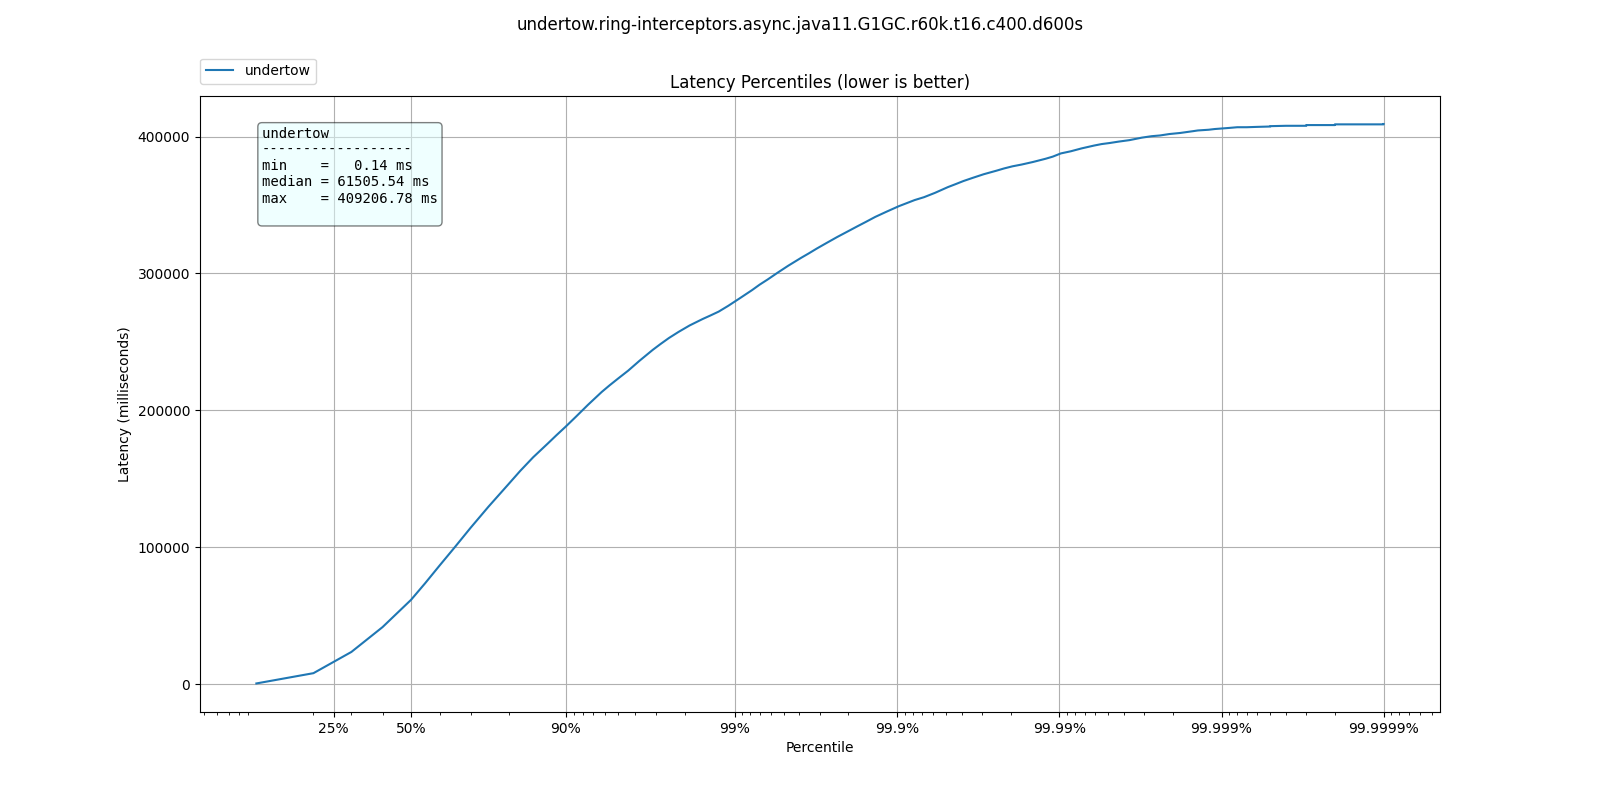 undertow.ring-interceptors.async.java11.G1GC.r60k.t16.c400.d600s
undertow
Latency Percentiles (lower is better)
undertow
------------------
min    =   0.14 ms
median = 61505.54 ms
max    = 409206.78 ms
400000
300000
200000
100000
0
Latency (milliseconds)
25% 50% 90% 99% 99.9% 99.99% 99.999% 99.9999%
Percentile